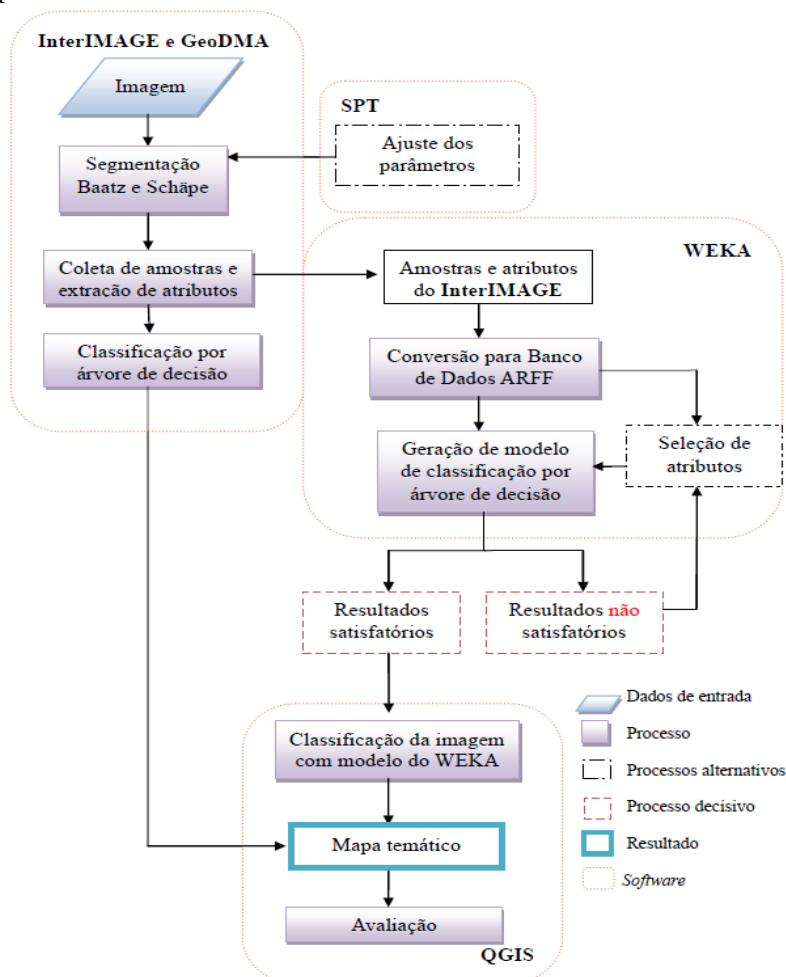 InterIMAGE e GeoDMA
Imagem
SPT
Ajuste dos
parâmetros
Segmentação
Baatz e Schäpe
WEKA
Coleta de amostras e
extração de atributos
Amostras e atributos
do InterIMAGE
Classificação por
árvore de decisão
Conversão para Banco
de Dados ARFF
Seleção de
atributos
Geração de modelo
de classificação por
árvore de decisão
Resultados
satisfatórios
Resultados não
satisfatórios
Classificação da imagem
com modelo do WEKA
Mapa temático
Avaliação
QGIS
Dados de entrada
Processo
Processos alternativos
Processo decisivo
Resultado
Software